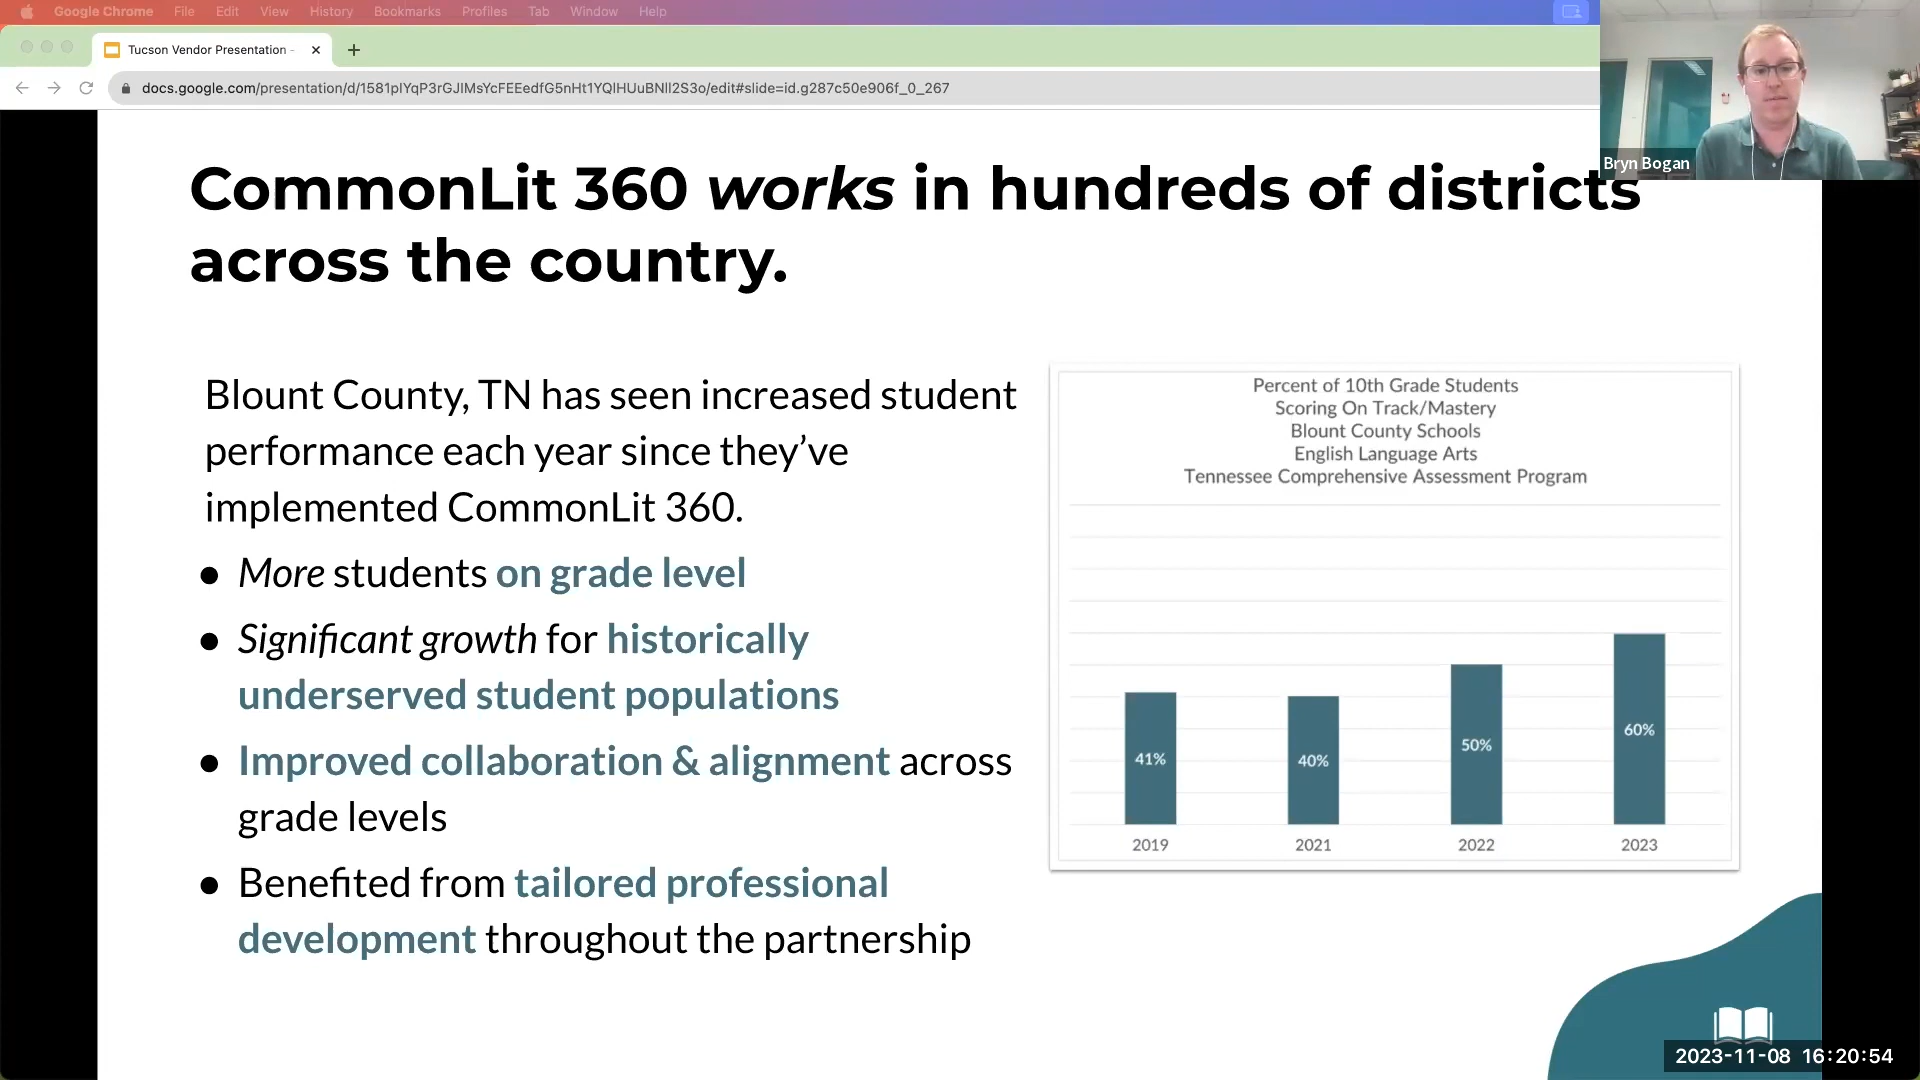 Google Chrome File Edit View History Bookmarks Profiles Tab Window Help
Tucson Vendor Presentation -
docs.google.com/presentation/d/1581pIYqP3rGJIMsYcFEEedfG5nHt1YQlHUuBNll2S3o/edit#slide=id.g287c50e906f_0_267
Bryn Bogan
CommonLit 360 works in hundreds of districts
across the country.
Blount County, TN has seen increased student
performance each year since they’ve
implemented CommonLit 360.
● More students on grade level
● Significant growth for historically
underserved student populations
● Improved collaboration & alignment across
grade levels
● Benefited from tailored professional
development throughout the partnership
Percent of 10th Grade Students
Scoring On Track/Mastery
Blount County Schools
English Language Arts
Tennessee Comprehensive Assessment Program
41% 40% 50% 60%
2019 2021 2022 2023
2023-11-08 16:20:54